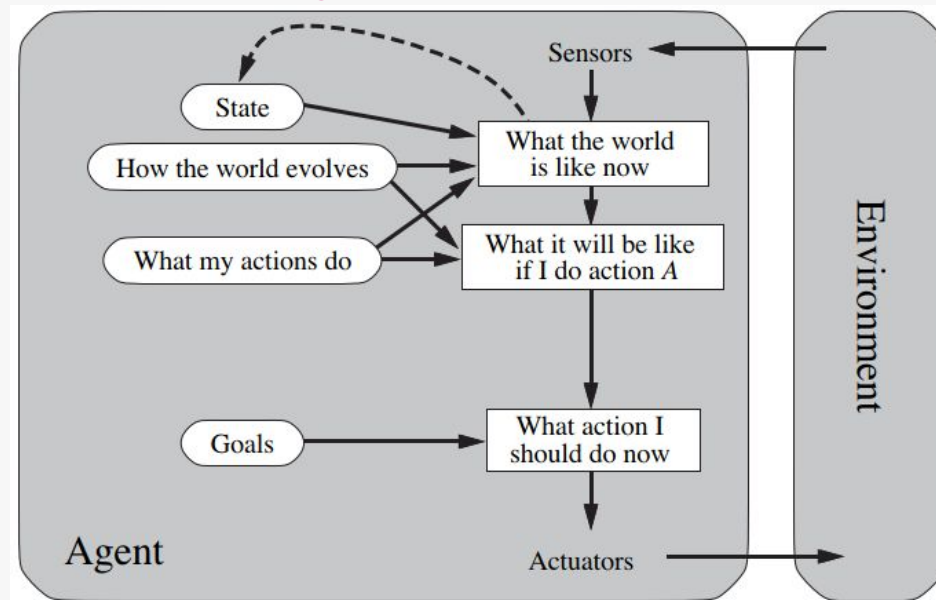 Sensors
State
What the world
is like now
How the world evolves
What it will be like
if I do action A
What my actions do
Environment
What action I
should do now
Goals
Agent
Actuators